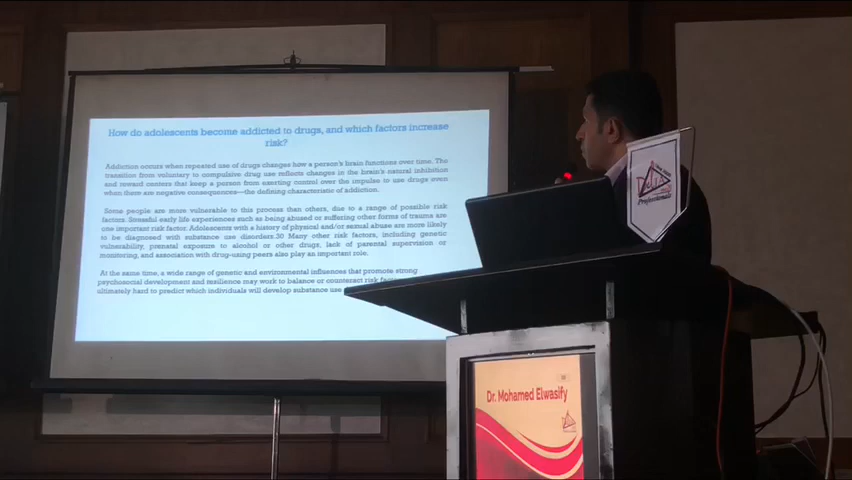 How do adolescents become addicted to drugs, and which factors increase
risk?
Addiction occurs when repeated use of drugs changes how a person's brain functions over time. The
transition from voluntary to compulsive drug use reflects changes in the brain's natural inhibition
and reward centers that keep a person from exerting control over the impulse to use drugs even
when there are negative consequences—the defining characteristic of addiction.
Some people are more vulnerable to this process than others, due to a range of possible risk
factors. Stressful early life experiences such as being abused or suffering other forms of trauma are
one important risk factor. Adolescents with a history of physical and/or sexual abuse are more likely
to be diagnosed with substance use disorders.30 Many other risk factors, including genetic
vulnerability, prenatal exposure to alcohol or other drugs, lack of parental supervision or
monitoring, and association with drug-using peers also play an important role.
At the same time, a wide range of genetic and environmental influences that promote strong
psychosocial development and resilience may work to balance or counteract risk
ultimately hard to predict which individuals will develop substance use
Delta
Professionals
Dr. Mohamed Elwasify